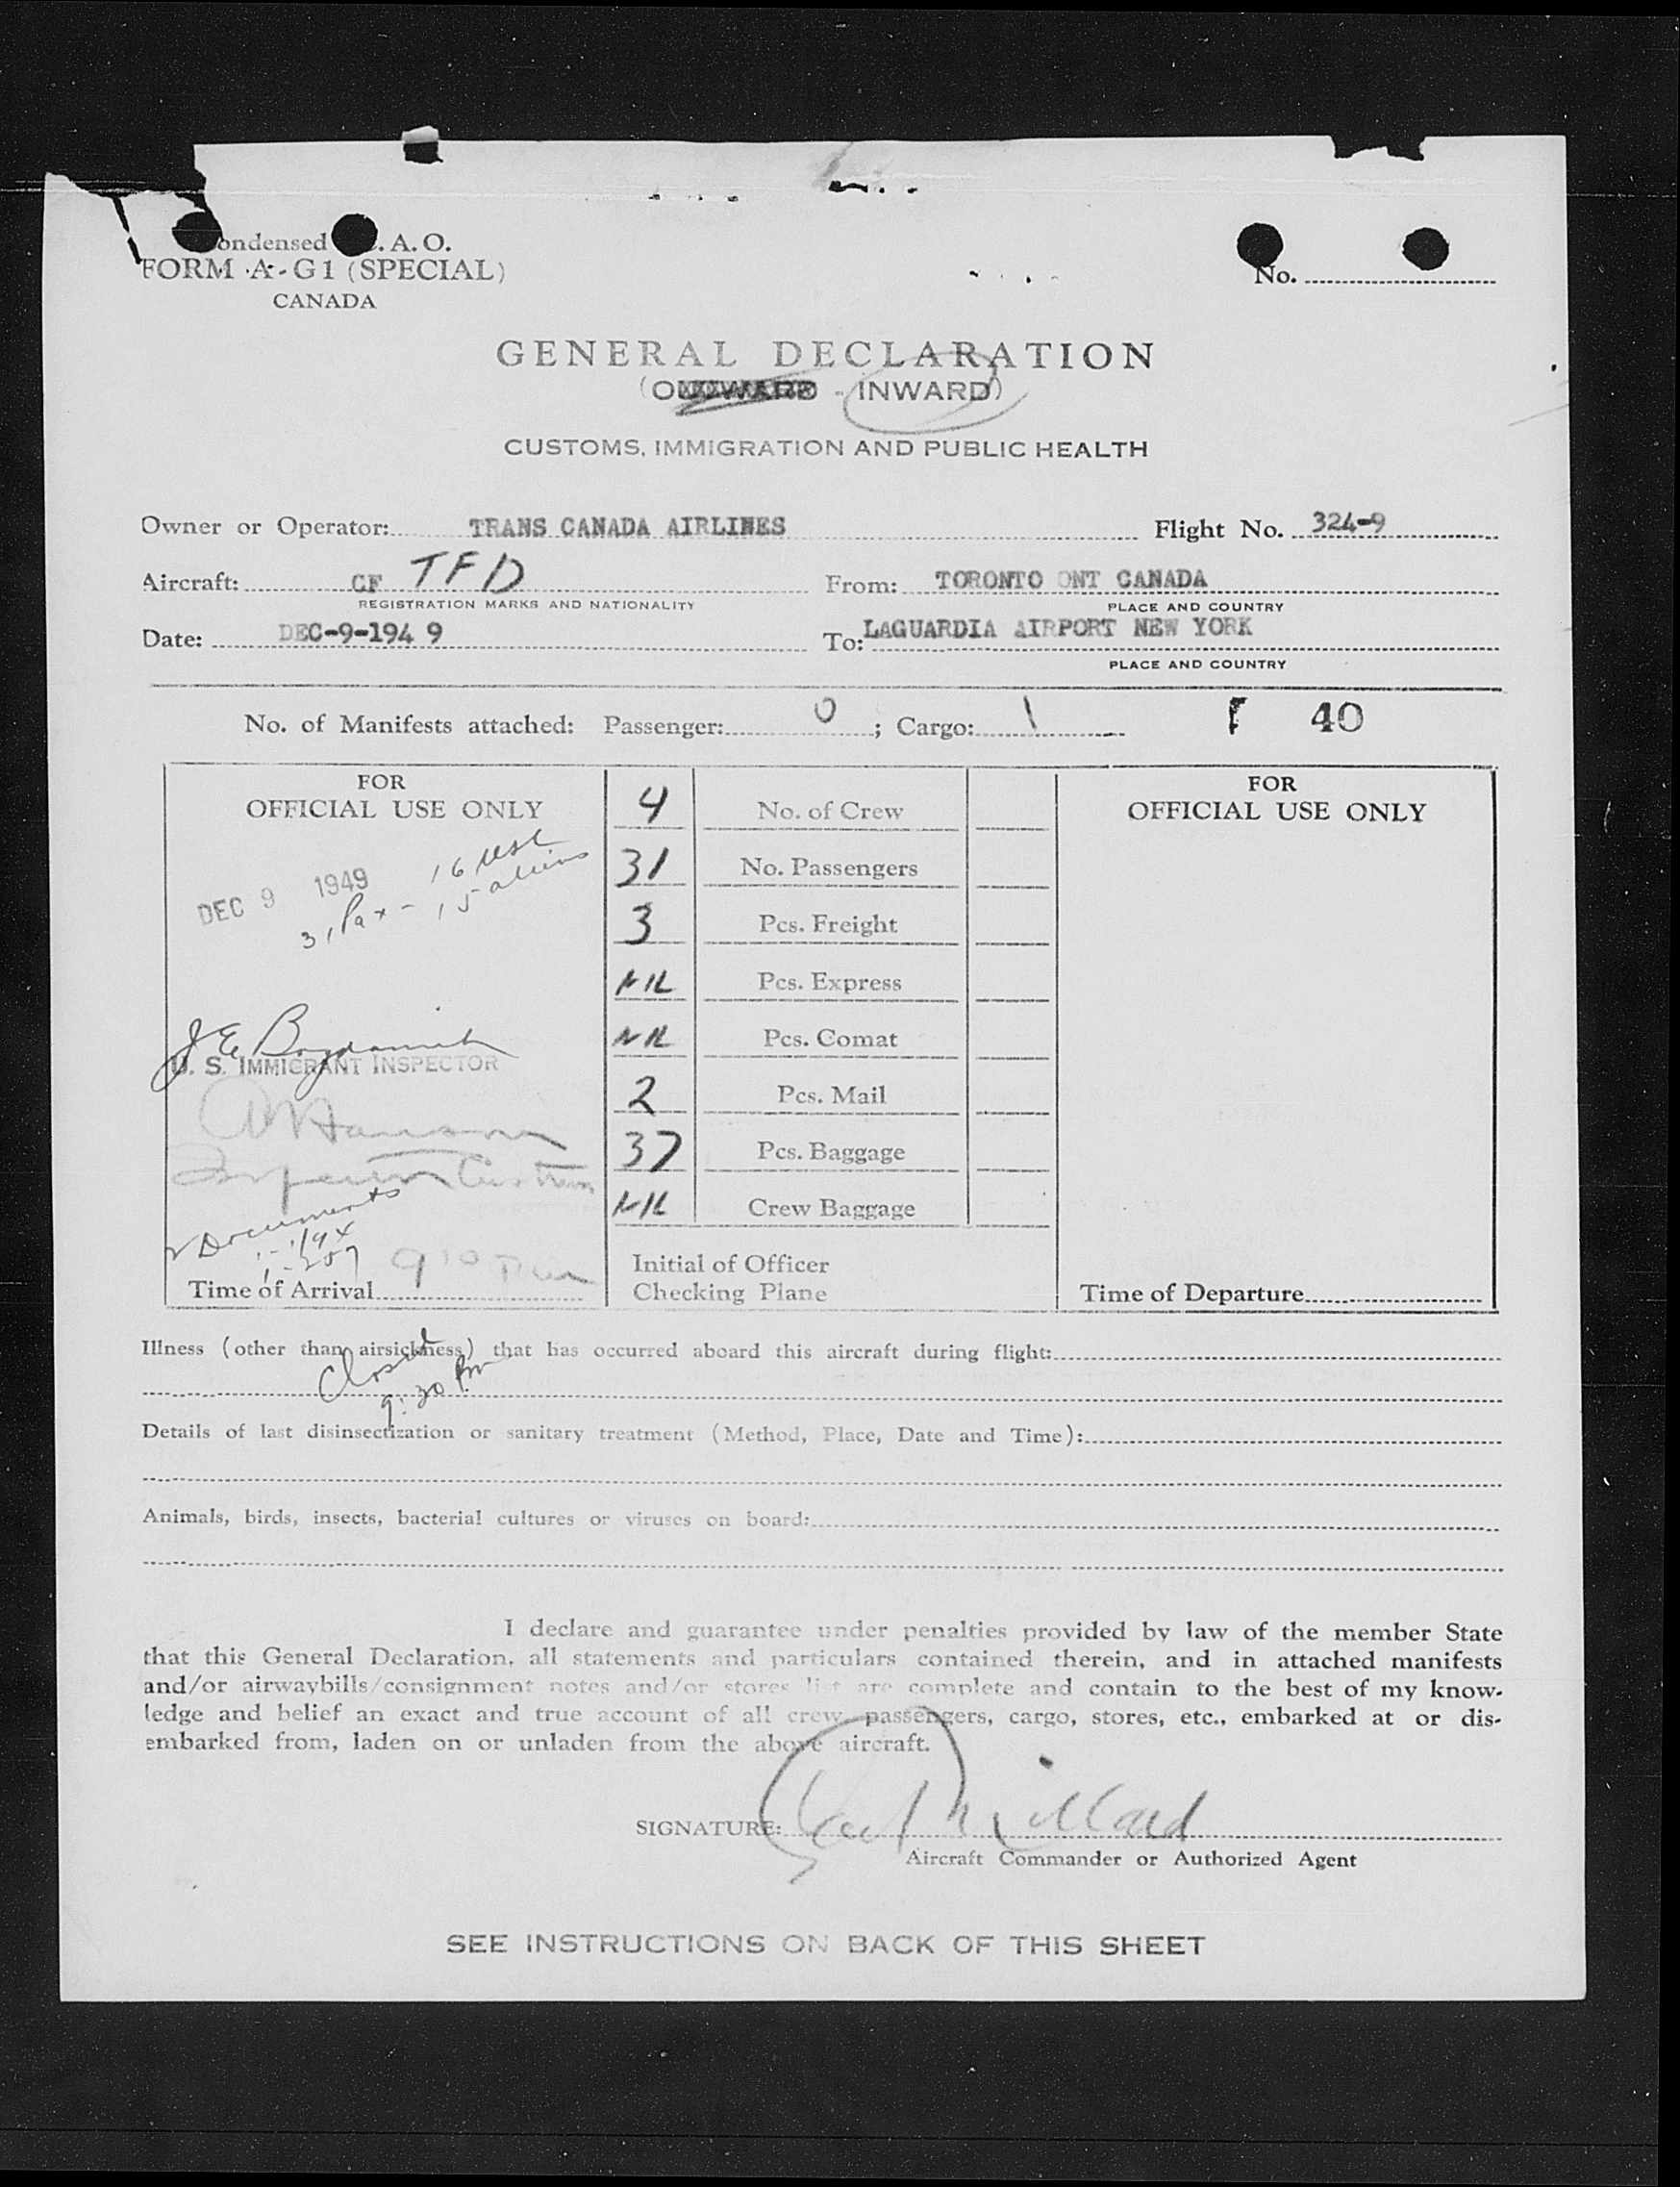 ondensed . A. O.
FORM A-G1 (SPECIAL)
CANADA
No.
GENERAL DECLARATION
(OUTWARD - INWARD)
CUSTOMS, IMMIGRATION AND PUBLIC HEALTH
Owner or Operator: TRANS CANADA AIRLINES Flight No. 324-9
Aircraft: CF TFD From: TORONTO ONT CANADA
REGISTRATION MARKS AND NATIONALITY PLACE AND COUNTRY
Date: DEC-9-194 9 To: LAGUARDIA AIRPORT NEW YORK
PLACE AND COUNTRY
No. of Manifests attached: Passenger: 0 ; Cargo: 1 40
FOR
OFFICIAL USE ONLY
DEC 9 1949
16 USC
31 Pax - 15 aliens
J E
U. S. IMMIGRANT INSPECTOR
Hanson
Inspector Customs
2 Documents
Time of Arrival 9 10 PM
4 No. of Crew
31 No. Passengers
3 Pcs. Freight
NIL Pcs. Express
NIL Pcs. Comat
2 Pcs. Mail
37 Pcs. Baggage
NIL Crew Baggage
Initial of Officer
Checking Plane
FOR
OFFICIAL USE ONLY
Time of Departure
Illness (other than airsickness) that has occurred aboard this aircraft during flight:
Closed
9:30 Pm
Details of last disinsectization or sanitary treatment (Method, Place, Date and Time):
Animals, birds, insects, bacterial cultures or viruses on board:
I declare and guarantee under penalties provided by law of the member State
that this General Declaration, all statements and particulars contained therein, and in attached manifests
and/or airwaybills/consignment notes and/or stores list are complete and contain to the best of my know-
ledge and belief an exact and true account of all crew, passengers, cargo, stores, etc., embarked at or dis-
embarked from, laden on or unladen from the above aircraft.
SIGNATURE: Millard
Aircraft Commander or Authorized Agent
SEE INSTRUCTIONS ON BACK OF THIS SHEET